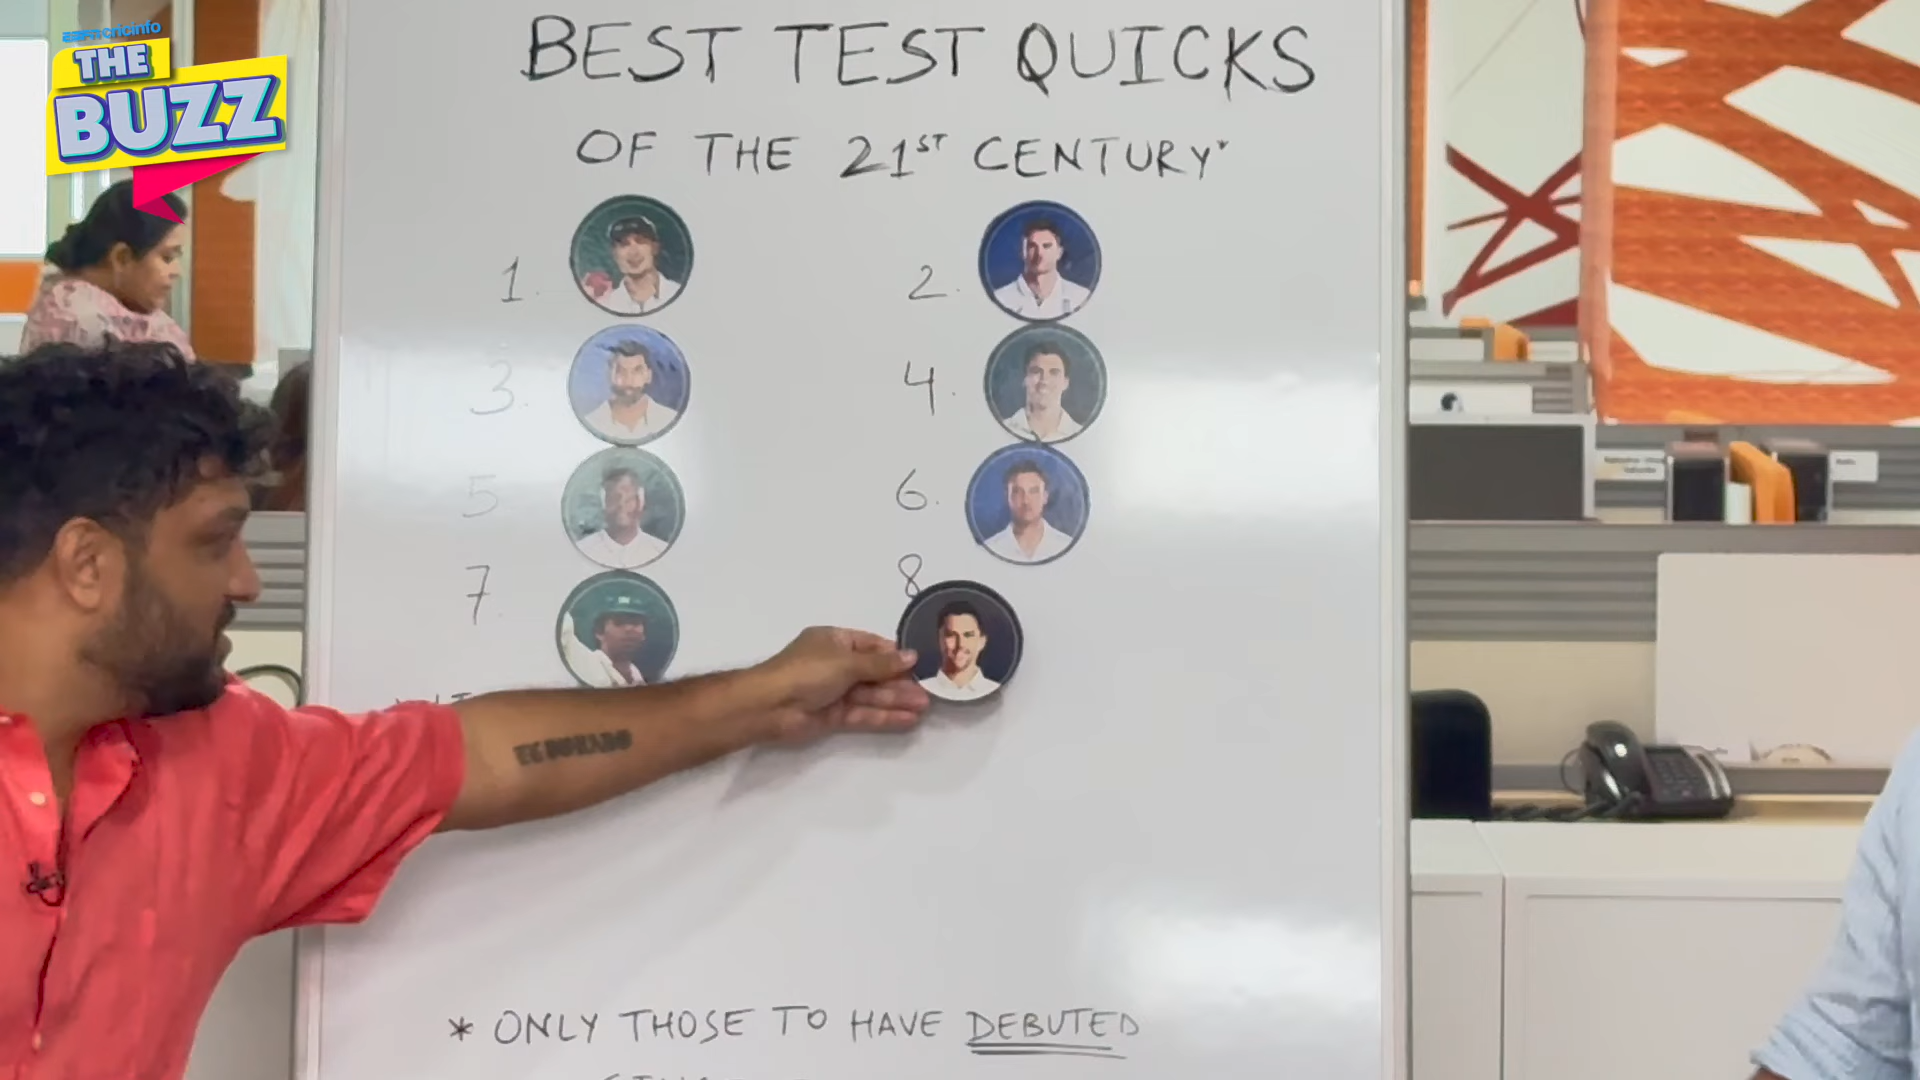 ESPNcricinfo
THE
BUZZ
BEST TEST QUICKS
OF THE 21ST CENTURY*
1.
2.
3.
4.
5
6.
7.
8
* ONLY THOSE TO HAVE DEBUTED